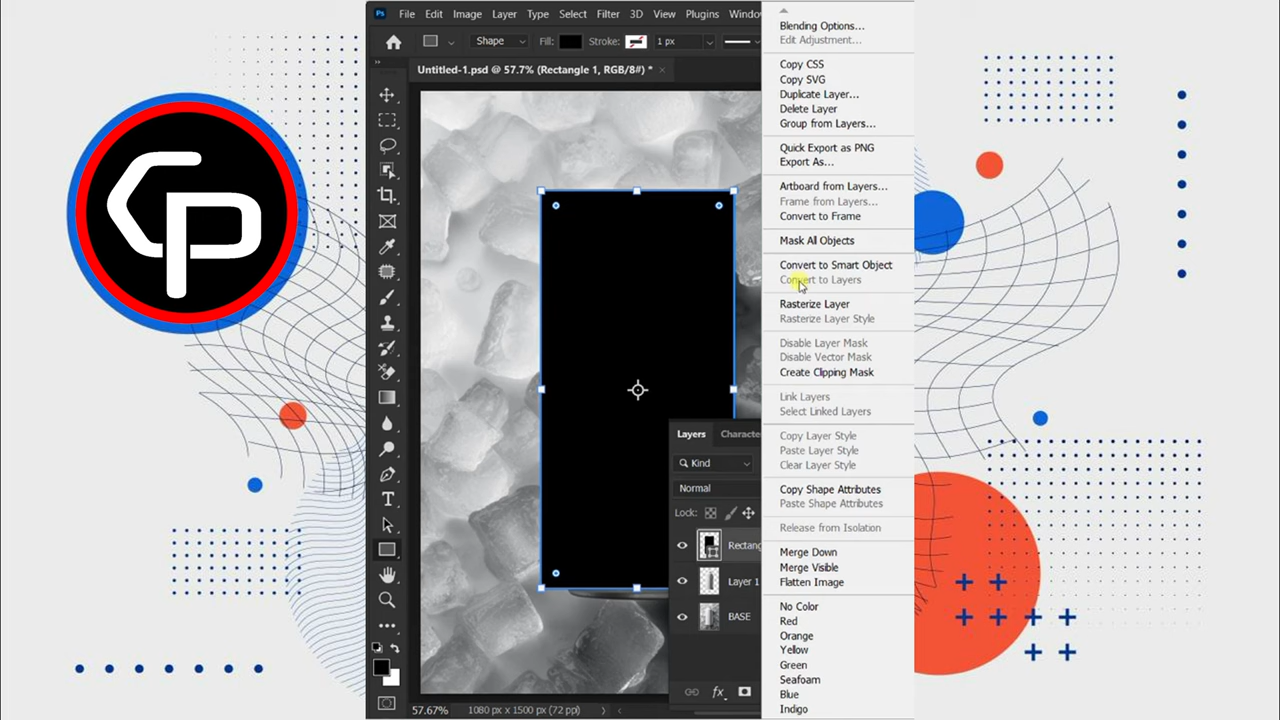 CP
Ps File Edit Image Layer Type Select Filter 3D View Plugins Windo
Shape Fill: Stroke: 1 px
Untitled-1.psd @ 57.7% (Rectangle 1, RGB/8#) * ×
Blending Options...
Edit Adjustment...
Copy CSS
Copy SVG
Duplicate Layer...
Delete Layer
Group from Layers...
Quick Export as PNG
Export As...
Artboard from Layers...
Frame from Layers...
Convert to Frame
Mask All Objects
Convert to Smart Object
Convert to Layers
Rasterize Layer
Rasterize Layer Style
Disable Layer Mask
Disable Vector Mask
Create Clipping Mask
Link Layers
Select Linked Layers
Copy Layer Style
Paste Layer Style
Clear Layer Style
Copy Shape Attributes
Paste Shape Attributes
Release from Isolation
Merge Down
Merge Visible
Flatten Image
No Color
Red
Orange
Yellow
Green
Seafoam
Blue
Indigo
Layers Characte
Kind
Normal
Lock:
Rectang
Layer 1
BASE
fx
57.67% 1080 px x 1500 px (72 ppi)